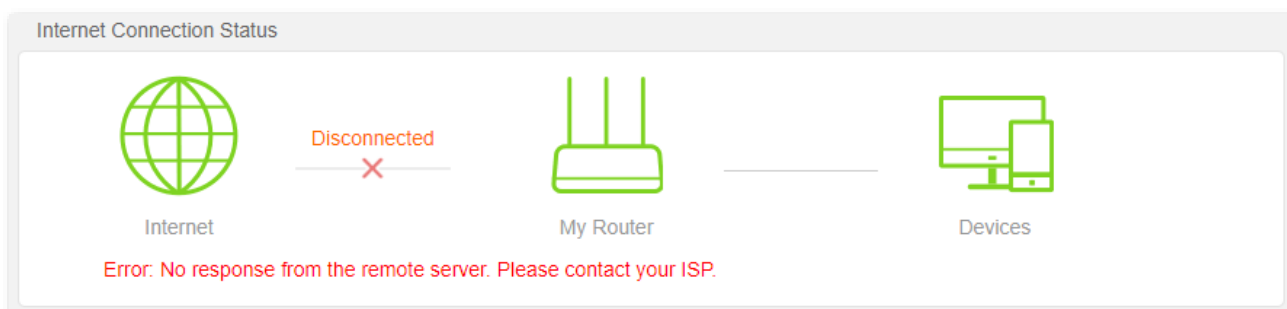 Internet Connection Status
Disconnected
Internet
My Router
Devices
Error: No response from the remote server. Please contact your ISP.